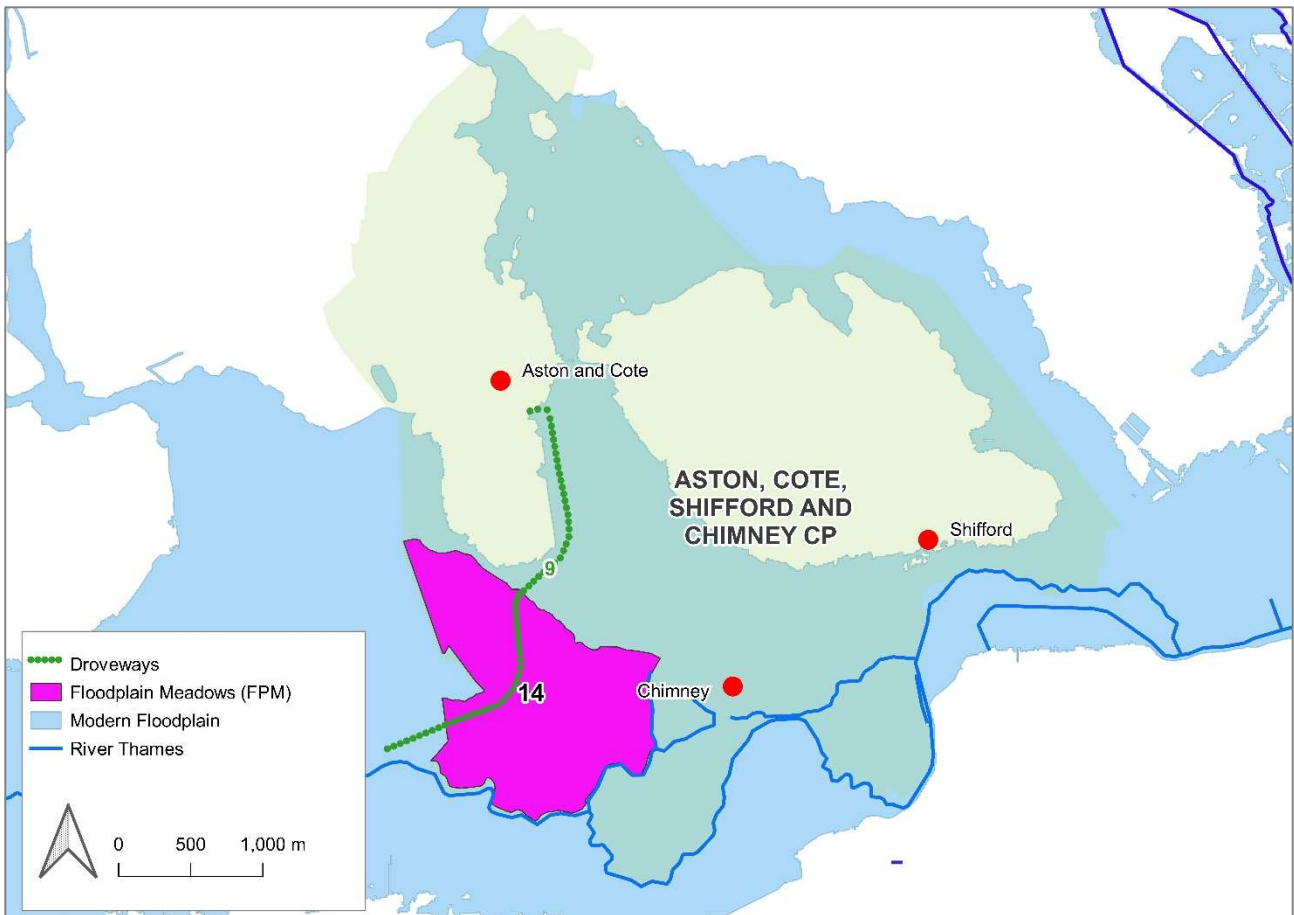 Aston and Cote
ASTON, COTE,
SHIFFORD AND
CHIMNEY CP
Shifford
9
14
Chimney
Droveways
Floodplain Meadows (FPM)
Modern Floodplain
River Thames
0 500 1,000 m